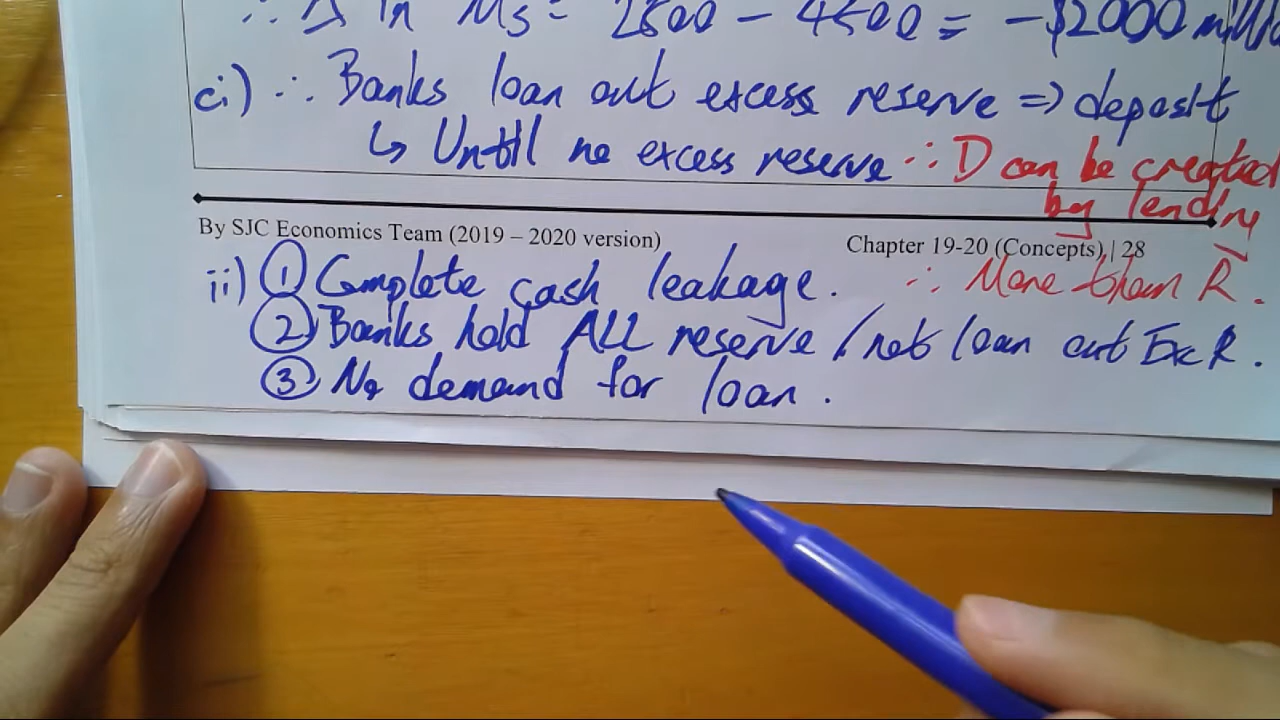 ∴ Δ in Ms = 2500 - 4500 = -$2000
ci) ∵ Banks loan out excess reserve ⇒ deposit
↳ Until no excess reserve ∴ D can be created
by lending
By SJC Economics Team (2019 – 2020 version) Chapter 19-20 (Concepts) | 28
ii) ① Complete cash leakage. ∴ More than R.
② Banks hold ALL reserve / not loan out Exc R.
③ No demand for loan.